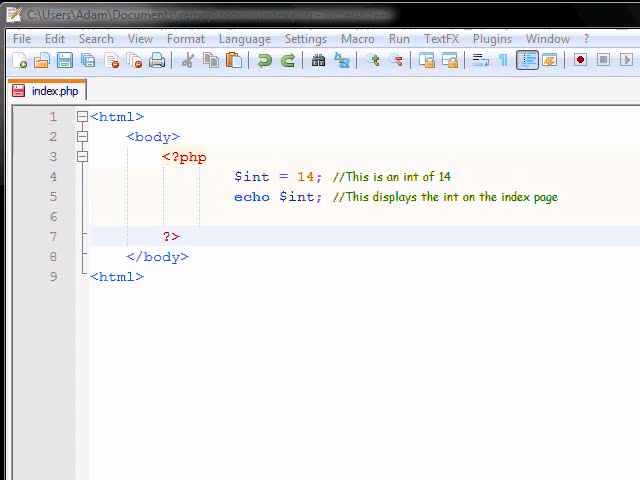 C:\Users\Adam\Documents\
File Edit Search View Format Encoding Language Settings Macro Run TextFX Plugins Window ?
index.php
1 <html>
2 <body>
3 <?php
4 $int = 14; //This is an int of 14
5 echo $int; //This displays the int on the index page
6
7 ?>
8 </body>
9 <html>